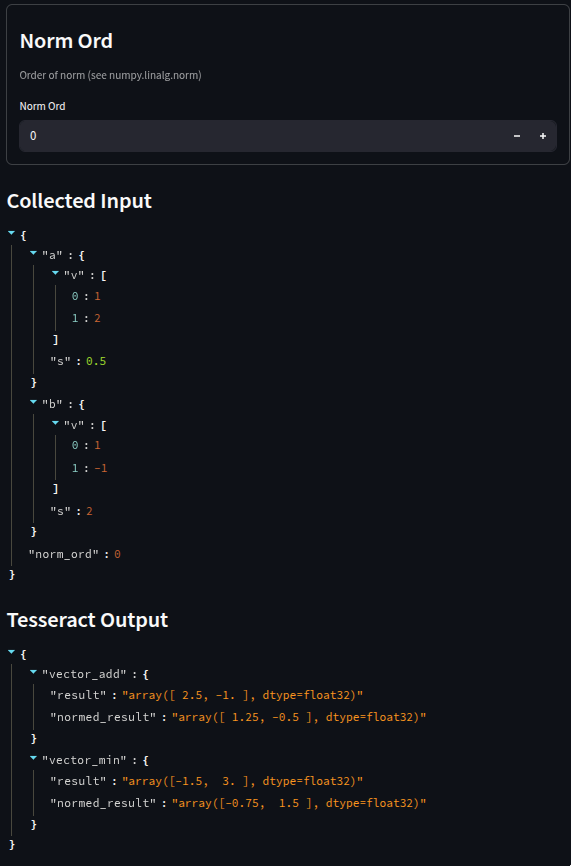 Norm Ord
Order of norm (see numpy.linalg.norm)
Norm Ord
0 − +
Collected Input
{
"a" : {
"v" : [
0 : 1
1 : 2
]
"s" : 0.5
}
"b" : {
"v" : [
0 : 1
1 : -1
]
"s" : 2
}
"norm_ord" : 0
}
Tesseract Output
{
"vector_add" : {
"result" : "array([ 2.5, -1. ], dtype=float32)"
"normed_result" : "array([ 1.25, -0.5 ], dtype=float32)"
}
"vector_min" : {
"result" : "array([-1.5,  3. ], dtype=float32)"
"normed_result" : "array([-0.75,  1.5 ], dtype=float32)"
}
}